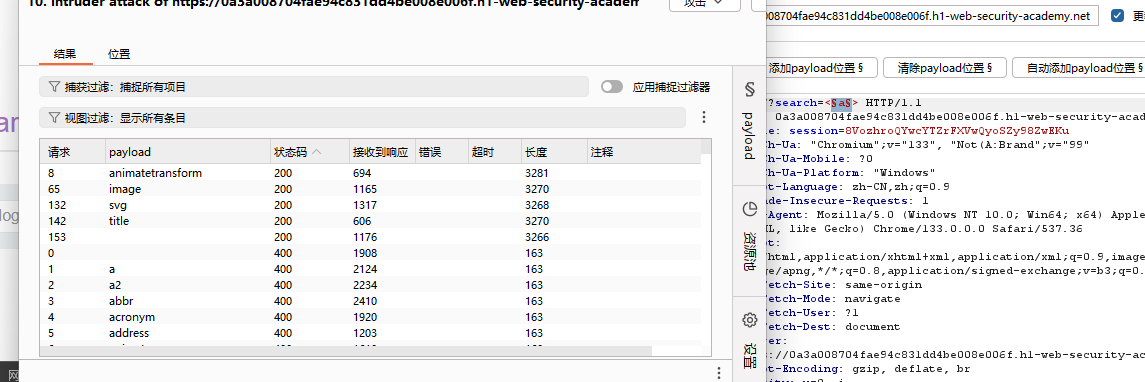 10. Intruder attack of https://0a3a008704fae94c831dd4be008e006f.h1-web-security-academ
攻击
结果 位置
捕获过滤：捕捉所有项目
应用捕捉过滤器
视图过滤：显示所有条目
请求 payload 状态码 接收到响应 错误 超时 长度 注释
8 animatetransform 200 694 3281
65 image 200 1165 3270
132 svg 200 1317 3268
142 title 200 606 3270
153 200 1176 3266
0 400 1908 163
1 a 400 2124 163
2 a2 400 2234 163
3 abbr 400 2410 163
4 acronym 400 1920 163
5 address 400 1203 163
payload
资源池
设置
008704fae94c831dd4be008e006f.h1-web-security-academy.net
添加payload位置 §
清除payload位置 §
自动添加payload位置 §
?search=<§a§> HTTP/1.1
0a3a008704fae94c831dd4be008e006f.h1-web-security-acad
e: session=8VozhroQYwcYTZrFXVwQyoSZy98ZwEKu
h-Ua: "Chromium";v="133", "Not(A:Brand";v="99"
h-Ua-Mobile: ?0
h-Ua-Platform: "Windows"
t-Language: zh-CN,zh;q=0.9
de-Insecure-Requests: 1
Agent: Mozilla/5.0 (Windows NT 10.0; Win64; x64) Apple
L, like Gecko) Chrome/133.0.0.0 Safari/537.36
t:
html,application/xhtml+xml,application/xml;q=0.9,image
ge/apng,*/*;q=0.8,application/signed-exchange;v=b3;q=0.
etch-Site: same-origin
etch-Mode: navigate
etch-User: ?1
etch-Dest: document
er:
s://0a3a008704fae94c831dd4be008e006f.h1-web-security-ac
t-Encoding: gzip, deflate, br
ar
log
网